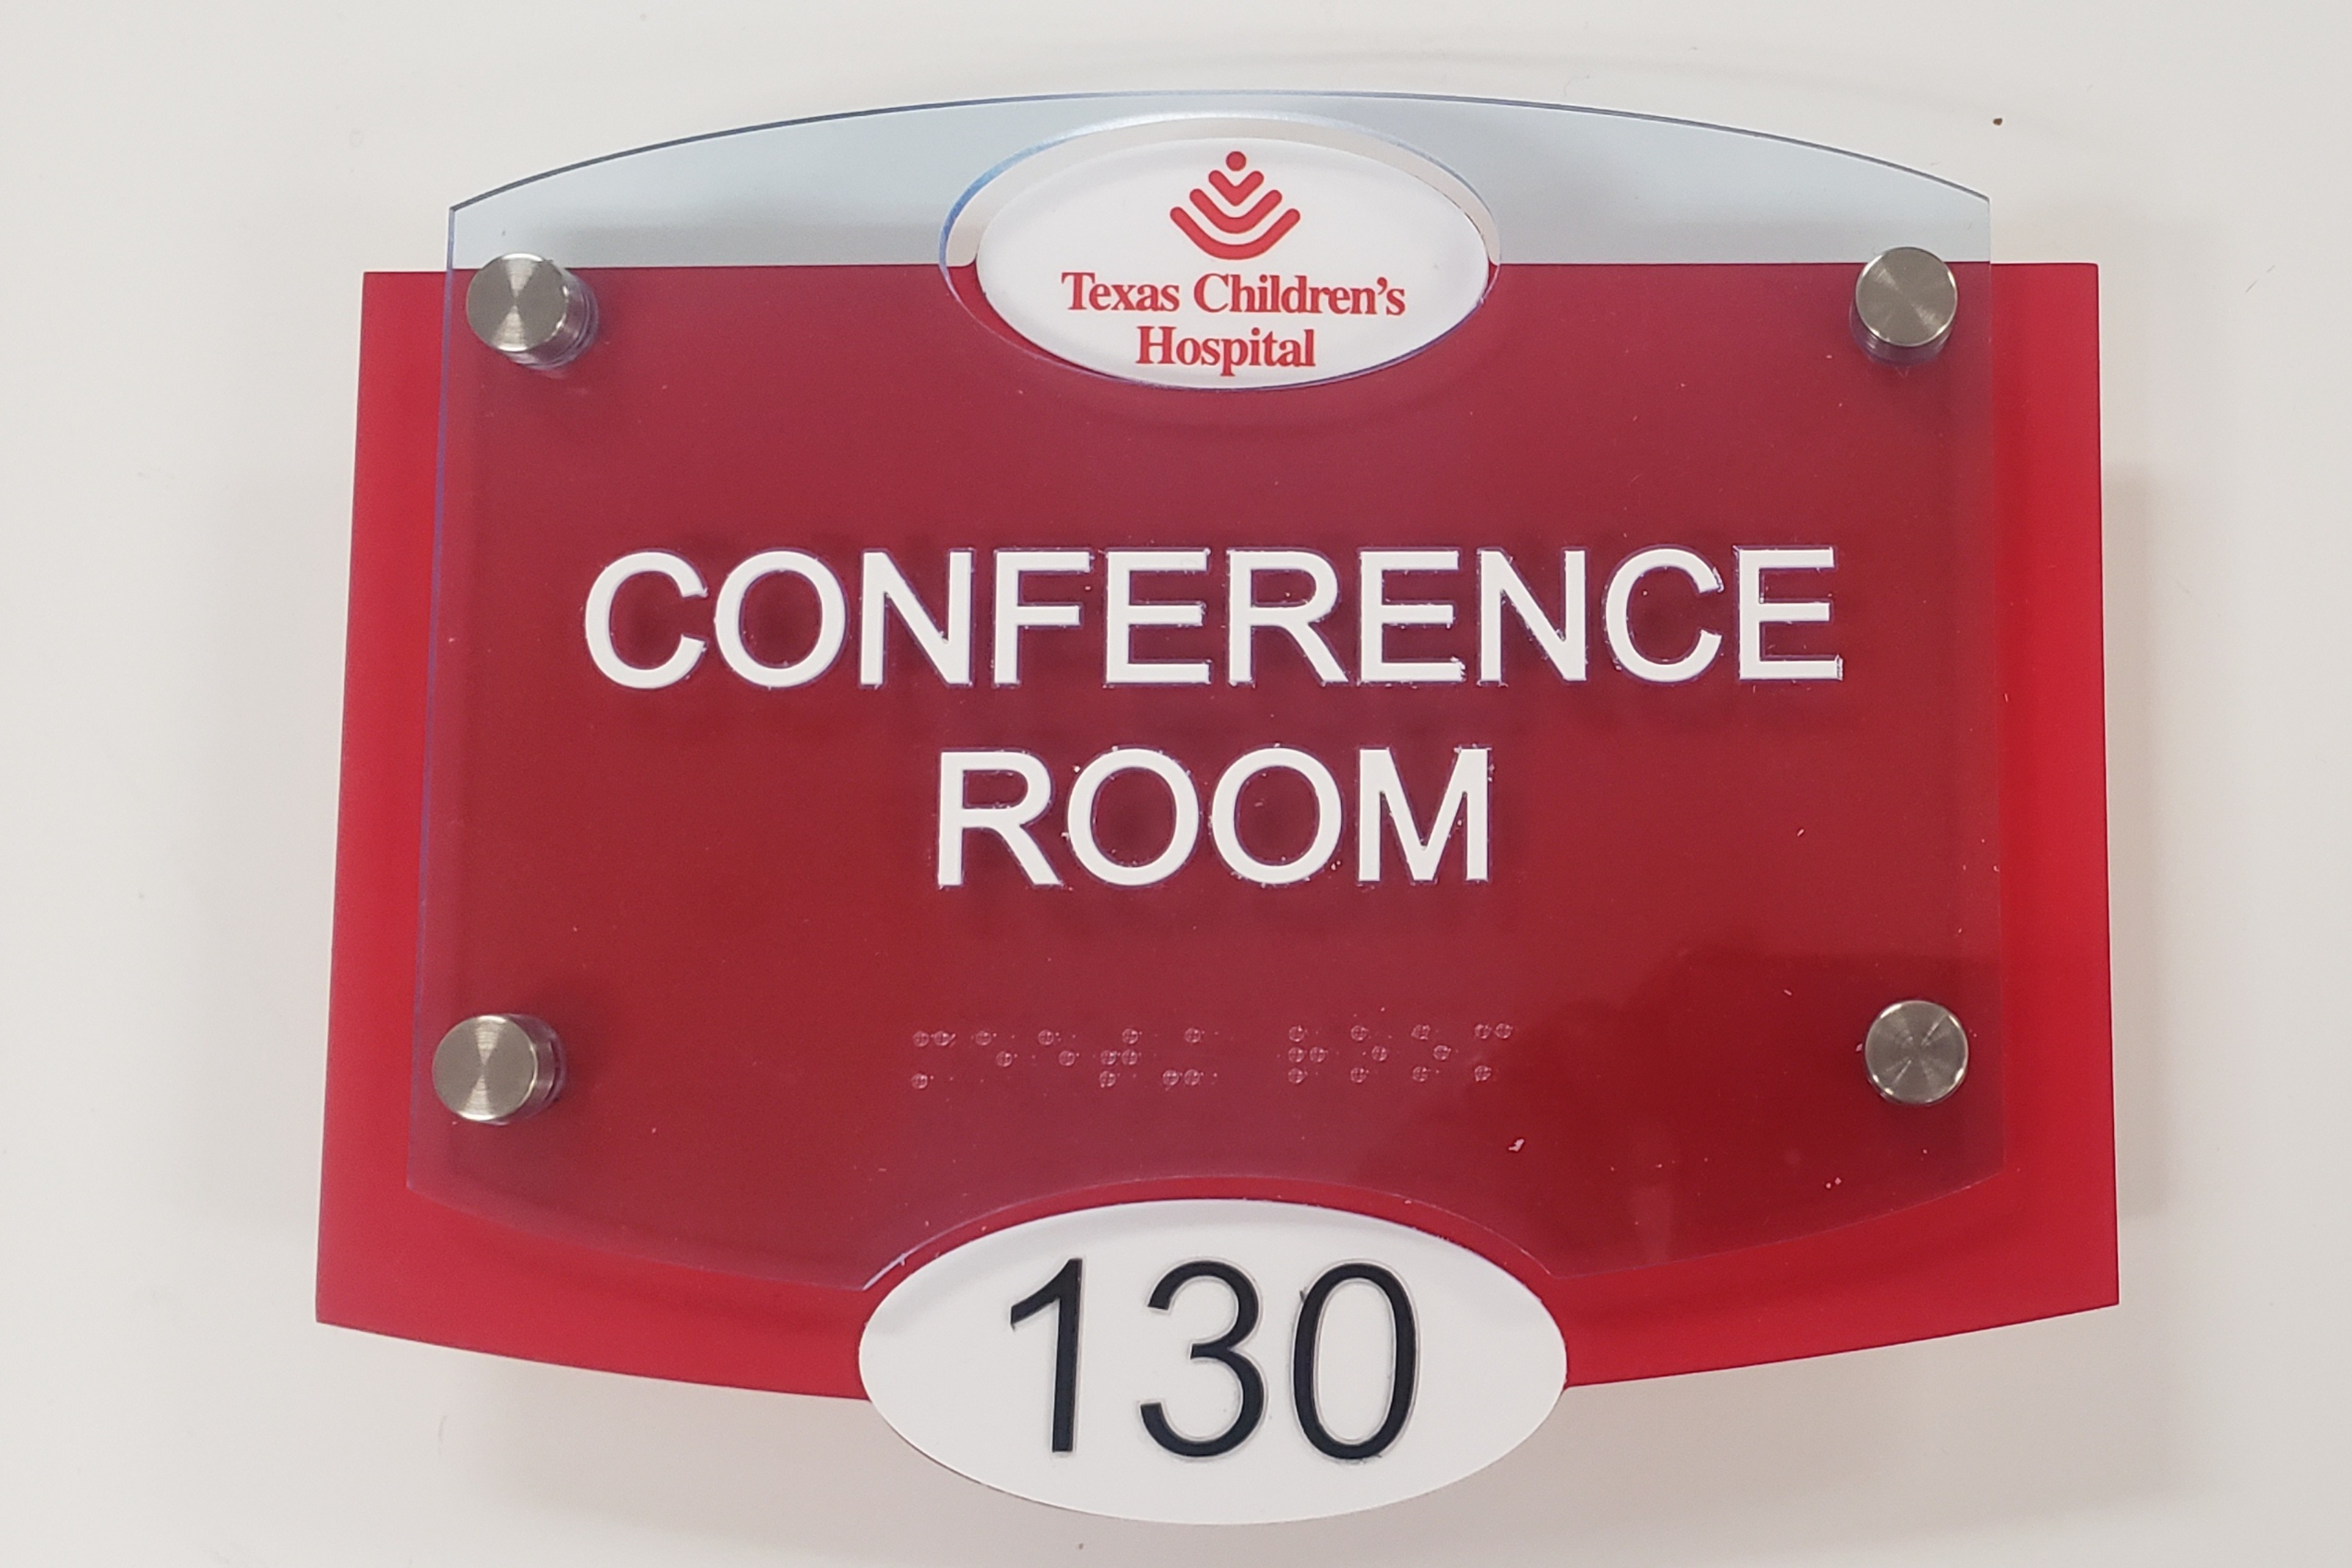 Texas Children's
Hospital
CONFERENCE
ROOM
130